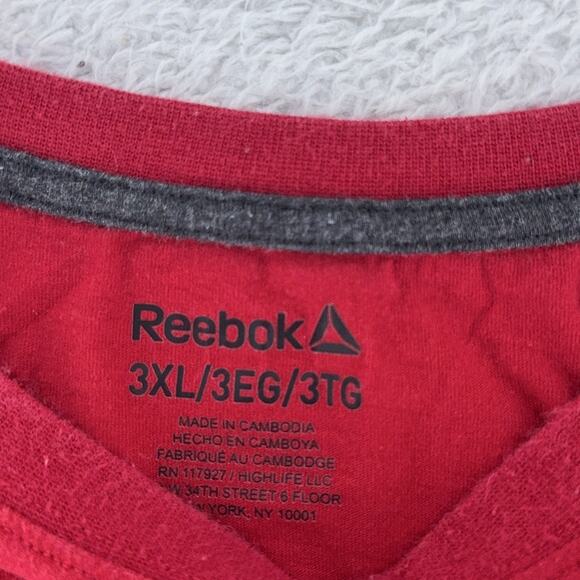 Reebok
3XL/3EG/3TG
MADE IN CAMBODIA
HECHO EN CAMBOYA
FABRIQUÉ AU CAMBODGE
RN 117927 / HIGHLIFE LLC
W 34TH STREET 6 FLOOR
YORK, NY 10001